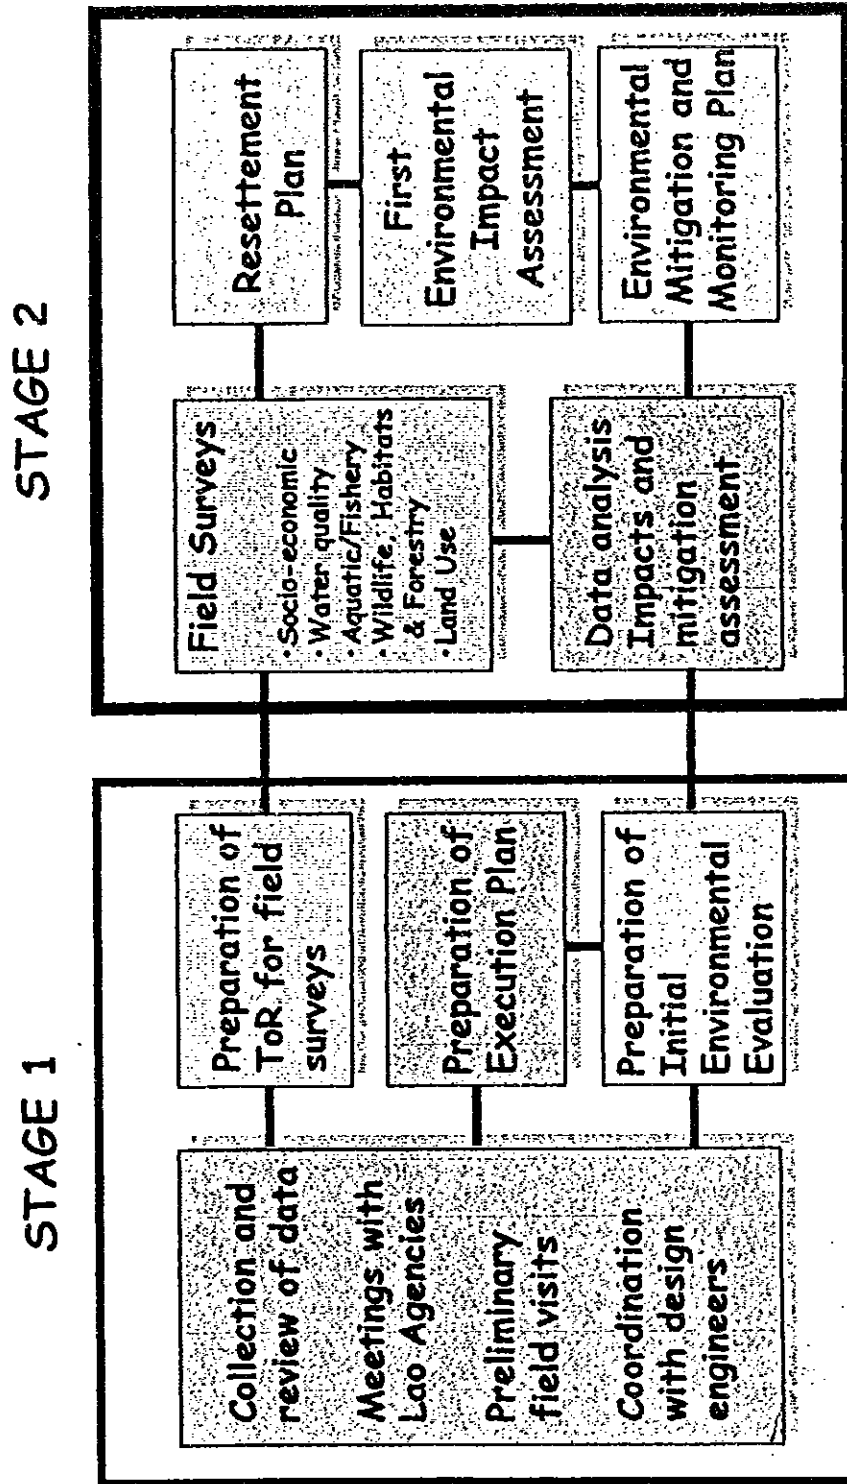 STAGE 1
Collection and
review of data
Meetings with
Lao Agencies
Preliminary
field visits
Coordination
with design
engineers
Preparation of
ToR for field
surveys
Preparation of
Execution Plan
Preparation of
Initial
Environmental
Evaluation
STAGE 2
Field Surveys
• Socio-economic
• Water quality
• Aquatic/Fishery
• Wildlife, Habitats
& Forestry
• Land Use
Data analysis
Impacts and
mitigation
assessment
Resettement
Plan
First
Environmental
Impact
Assessment
Environmental
Mitigation and
Monitoring Plan